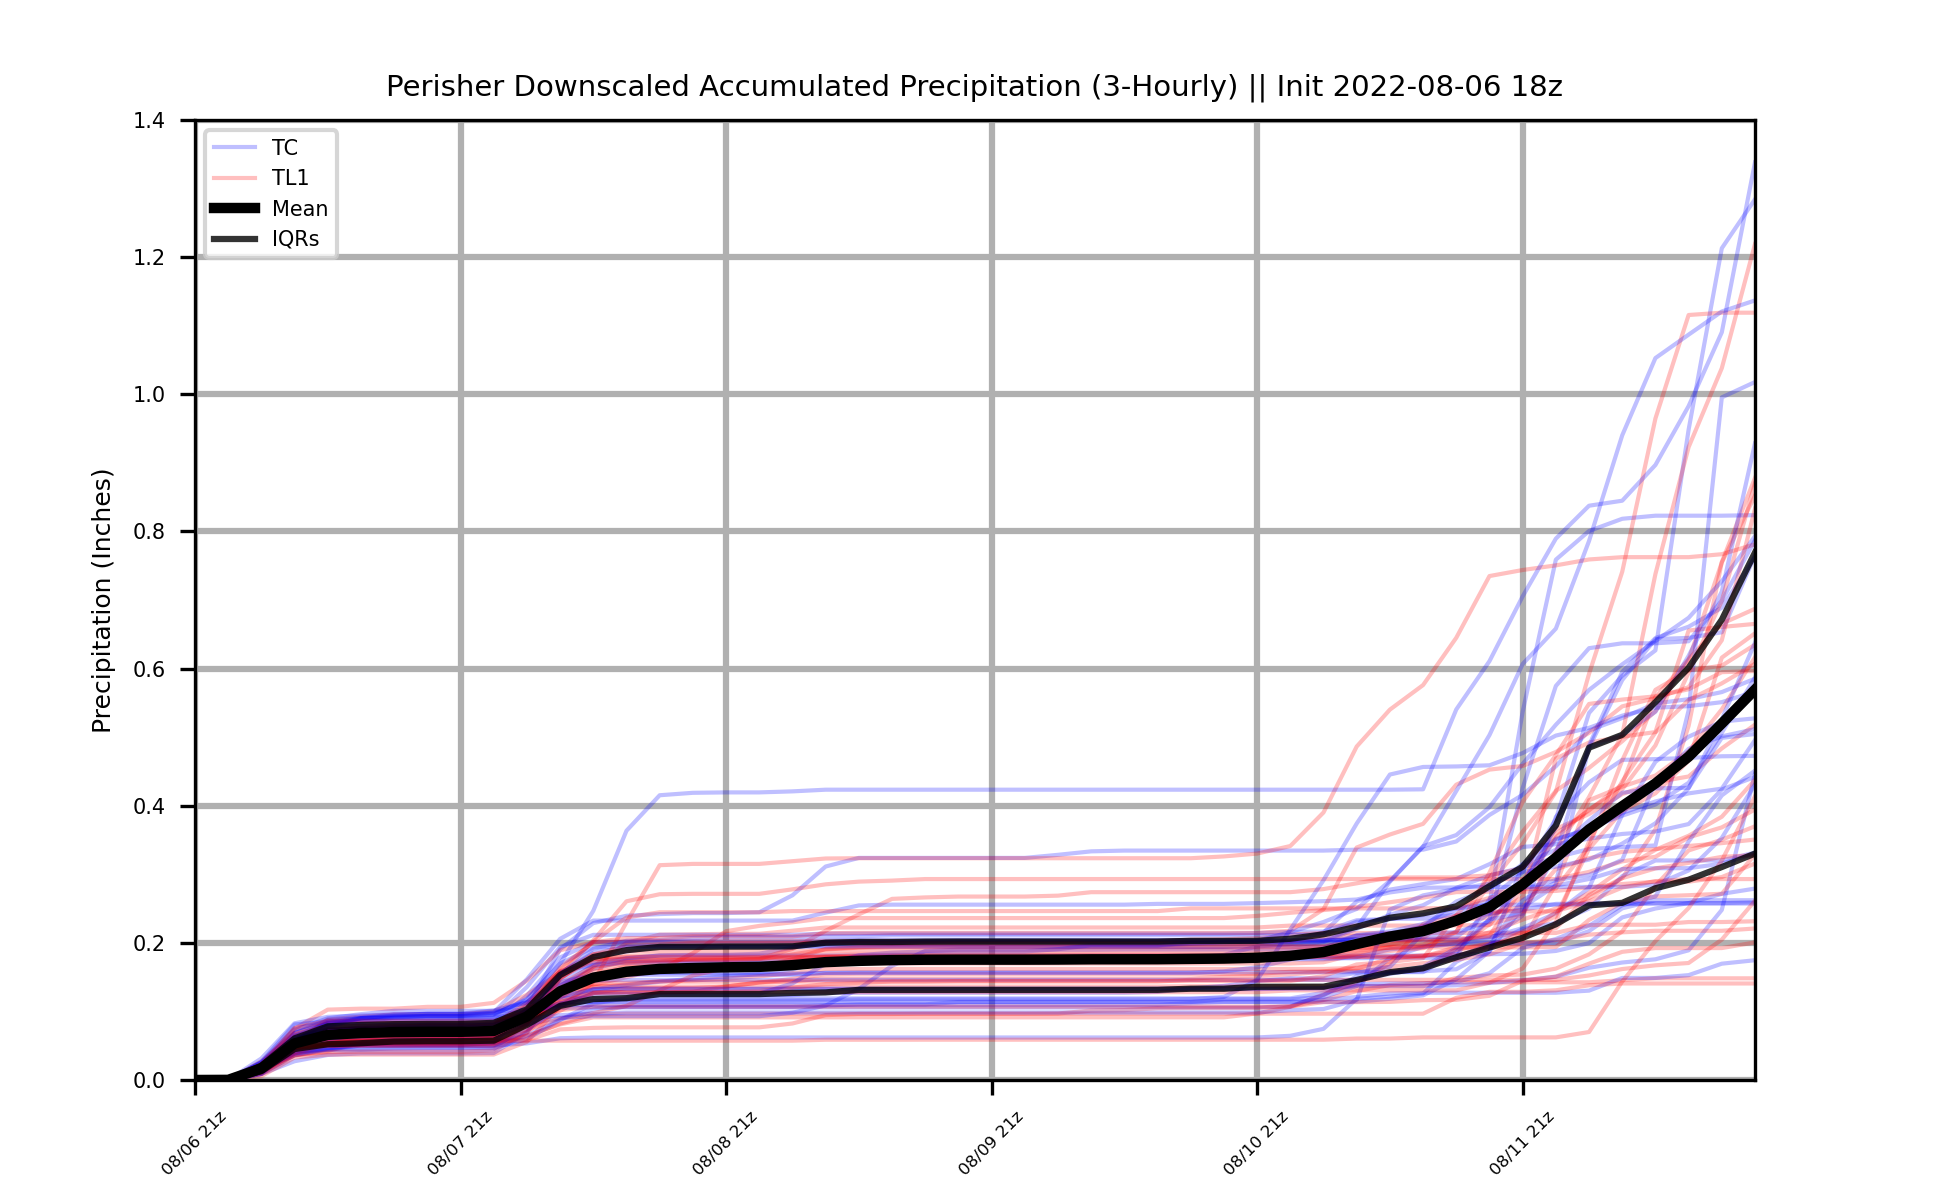 Perisher Downscaled Accumulated Precipitation (3-Hourly) || Init 2022-08-06 18z
TC
TL1
Mean
IQRs
Precipitation (Inches)
1.4
1.2
1.0
0.8
0.6
0.4
0.2
0.0
08/06 21z
08/07 21z
08/08 21z
08/09 21z
08/10 21z
08/11 21z